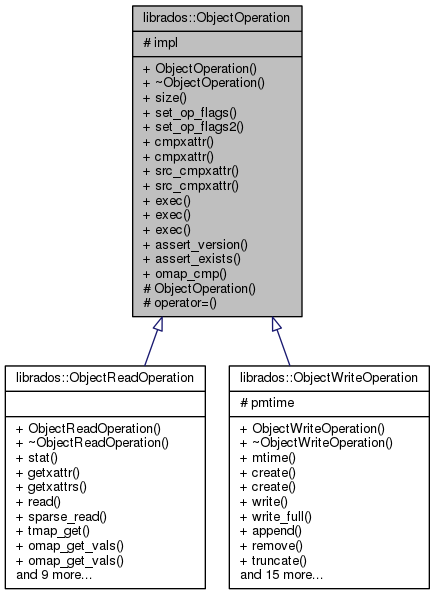 librados::ObjectOperation
# impl
+ ObjectOperation()
+ ~ObjectOperation()
+ size()
+ set_op_flags()
+ set_op_flags2()
+ cmpxattr()
+ cmpxattr()
+ src_cmpxattr()
+ src_cmpxattr()
+ exec()
+ exec()
+ exec()
+ assert_version()
+ assert_exists()
+ omap_cmp()
# ObjectOperation()
# operator=()
librados::ObjectReadOperation
+ ObjectReadOperation()
+ ~ObjectReadOperation()
+ stat()
+ getxattr()
+ getxattrs()
+ read()
+ sparse_read()
+ tmap_get()
+ omap_get_vals()
+ omap_get_vals()
and 9 more...
librados::ObjectWriteOperation
# pmtime
+ ObjectWriteOperation()
+ ~ObjectWriteOperation()
+ mtime()
+ create()
+ create()
+ write()
+ write_full()
+ append()
+ remove()
+ truncate()
and 15 more...